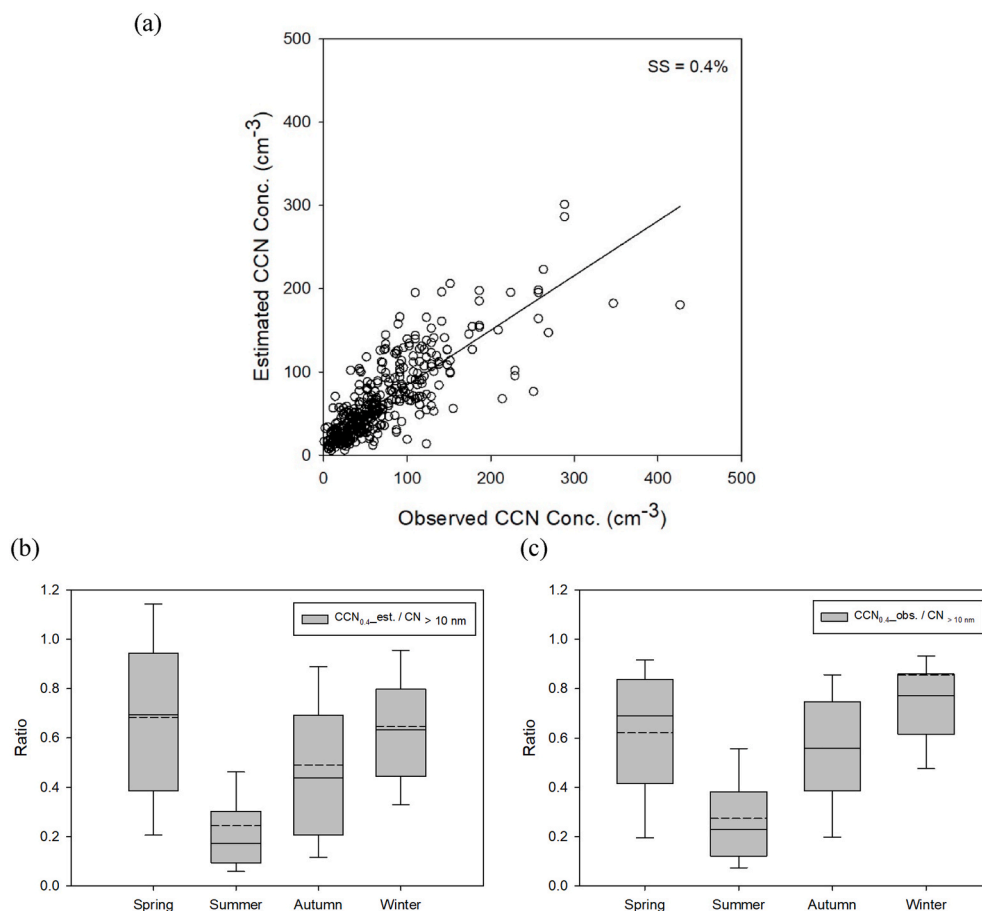 (a)
500
400
300
200
100
0
Estimated CCN Conc. (cm-3)
SS = 0.4%
0 100 200 300 400 500
Observed CCN Conc. (cm-3)
(b)
1.2
1.0
0.8
0.6
0.4
0.2
0.0
Ratio
CCN0.4_est. / CN > 10 nm
Spring Summer Autumn Winter
(c)
1.2
1.0
0.8
0.6
0.4
0.2
0.0
Ratio
CCN0.4_obs. / CN > 10 nm
Spring Summer Autumn Winter